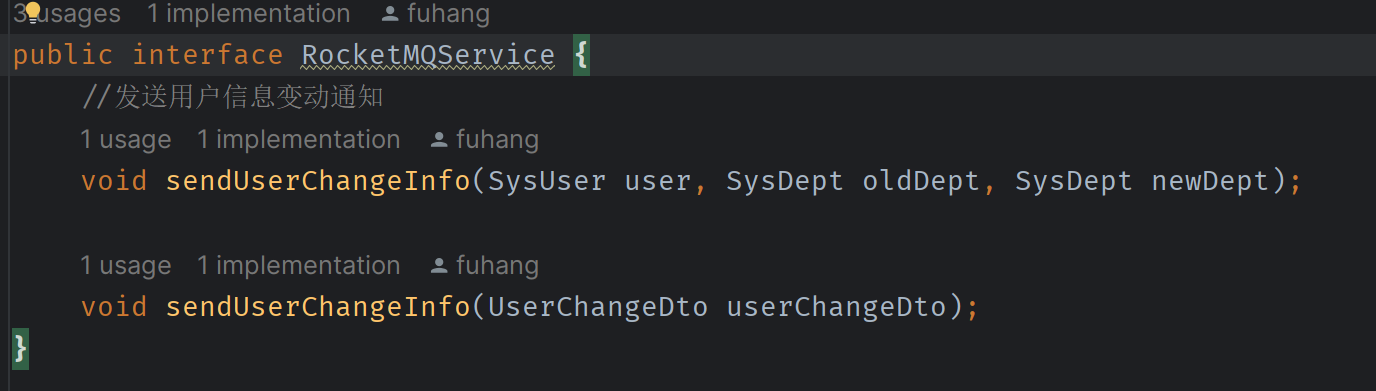 3 usages 1 implementation fuhang
public interface RocketMQService {
//发送用户信息变动通知
1 usage 1 implementation fuhang
void sendUserChangeInfo(SysUser user, SysDept oldDept, SysDept newDept);
1 usage 1 implementation fuhang
void sendUserChangeInfo(UserChangeDto userChangeDto);
}